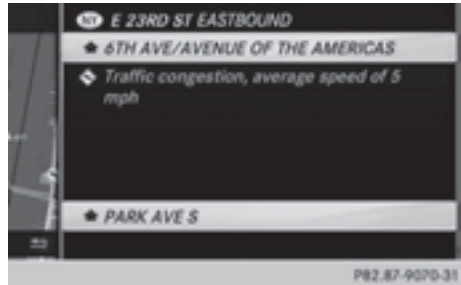 NY E 23RD ST EASTBOUND
6TH AVE/AVENUE OF THE AMERICAS
Traffic congestion, average speed of 5
mph
PARK AVE S
P82.87-9070-31